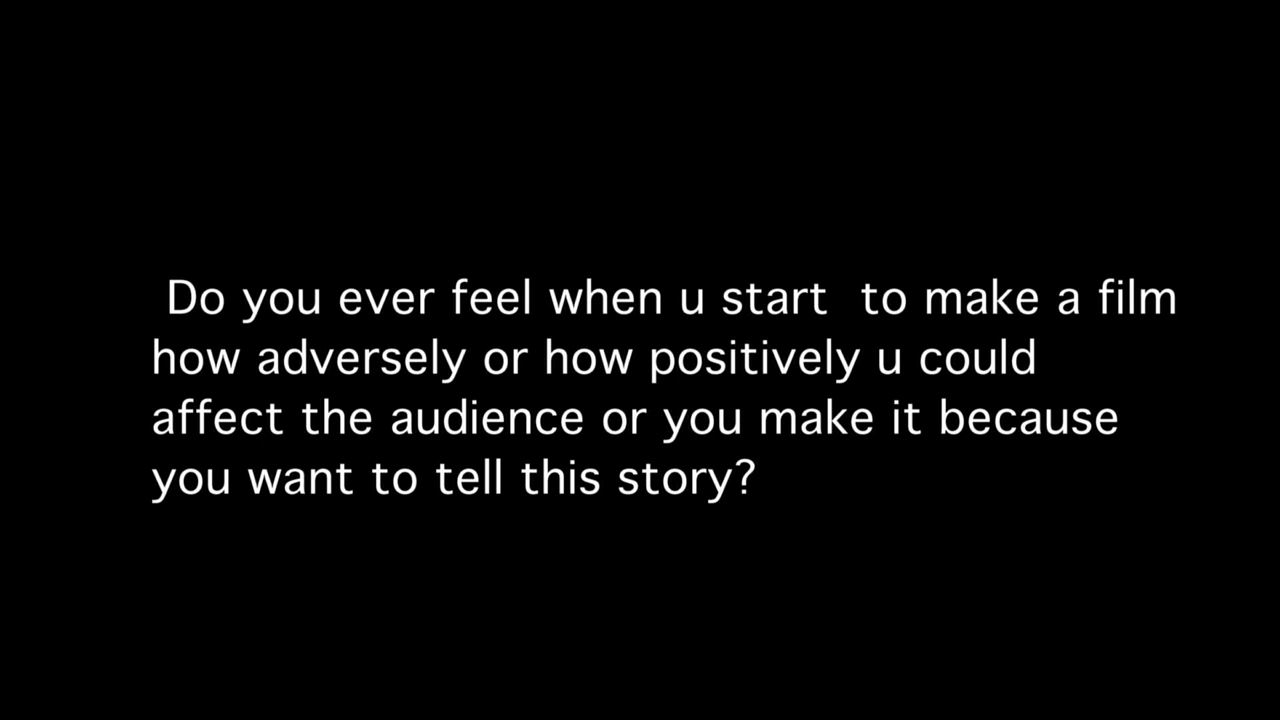 Do you ever feel when u start  to make a film
how adversely or how positively u could
affect the audience or you make it because
you want to tell this story?